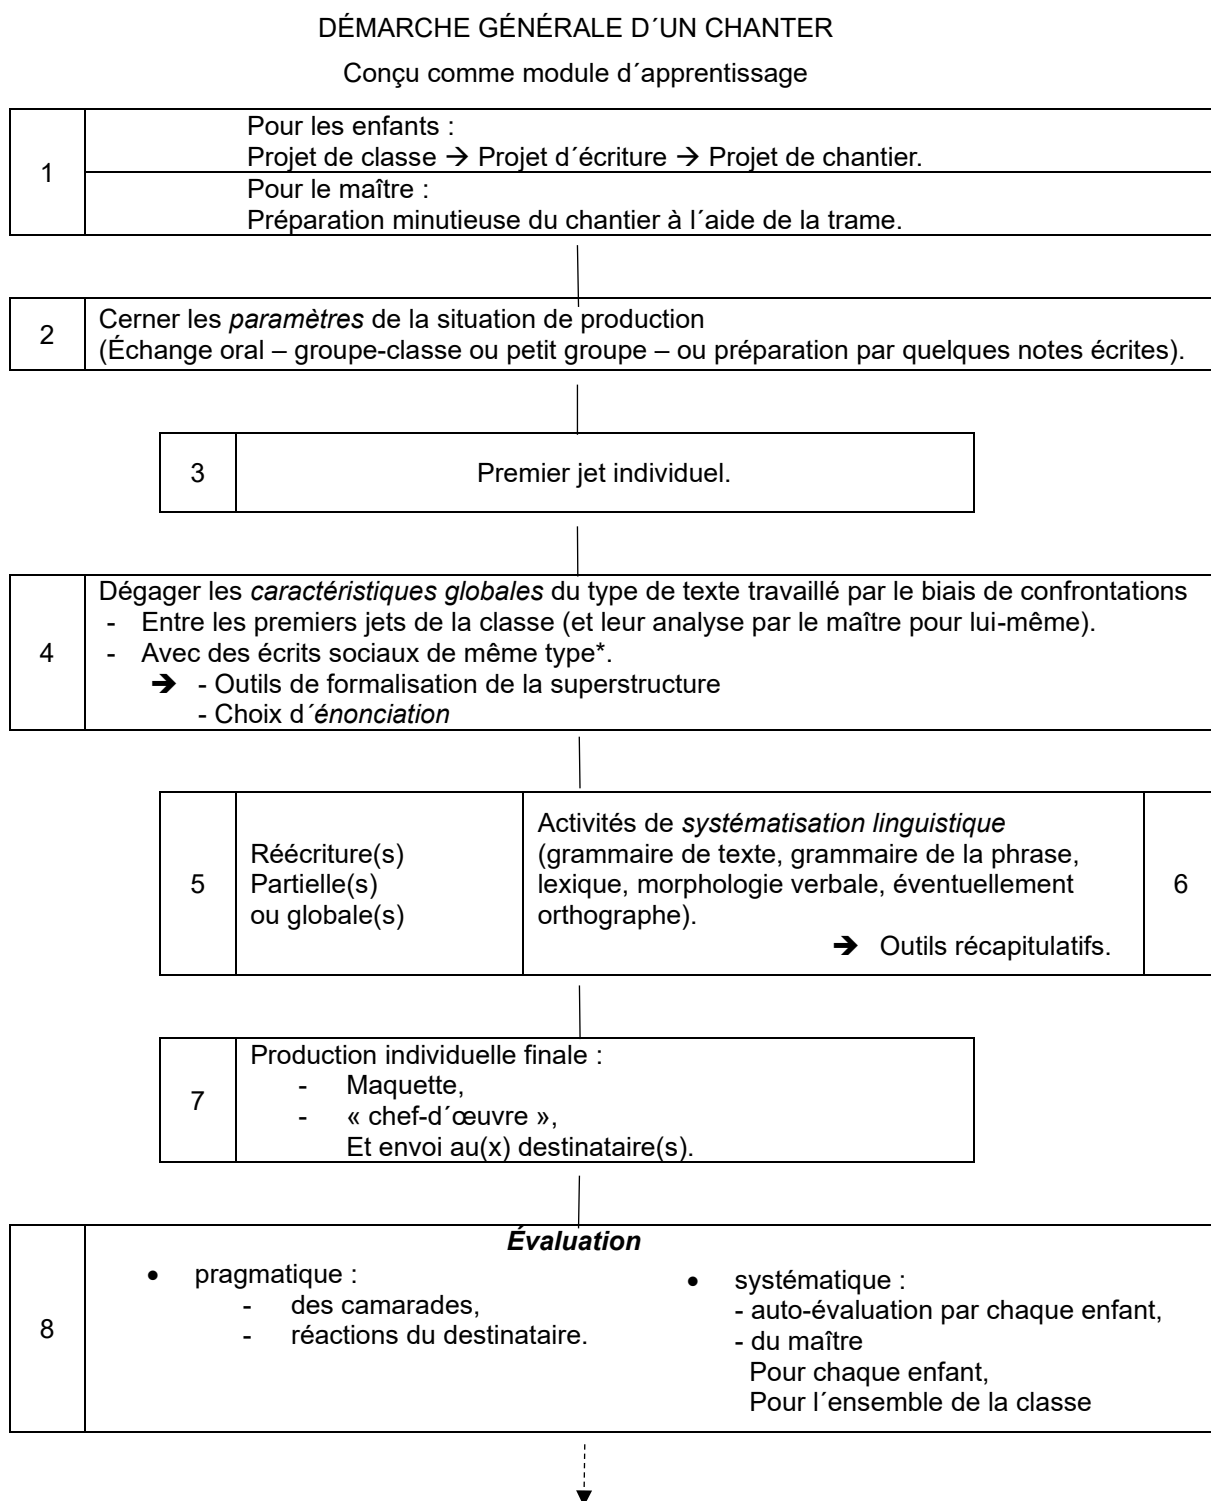 DÉMARCHE GÉNÉRALE D´UN CHANTER
Conçu comme module d´apprentissage
1
Pour les enfants :
Projet de classe → Projet d´écriture → Projet de chantier.
Pour le maître :
Préparation minutieuse du chantier à l´aide de la trame.
2
Cerner les paramètres de la situation de production
(Échange oral – groupe-classe ou petit groupe – ou préparation par quelques notes écrites).
3
Premier jet individuel.
4
Dégager les caractéristiques globales du type de texte travaillé par le biais de confrontations
- Entre les premiers jets de la classe (et leur analyse par le maître pour lui-même).
- Avec des écrits sociaux de même type*.
➔ - Outils de formalisation de la superstructure
- Choix d´énonciation
5
Réécriture(s)
Partielle(s)
ou globale(s)
Activités de systématisation linguistique
(grammaire de texte, grammaire de la phrase,
lexique, morphologie verbale, éventuellement
orthographe).
➔ Outils récapitulatifs.
6
7
Production individuelle finale :
- Maquette,
- « chef-d´œuvre »,
Et envoi au(x) destinataire(s).
8
Évaluation
• pragmatique :
- des camarades,
- réactions du destinataire.
• systématique :
- auto-évaluation par chaque enfant,
- du maître
Pour chaque enfant,
Pour l´ensemble de la classe